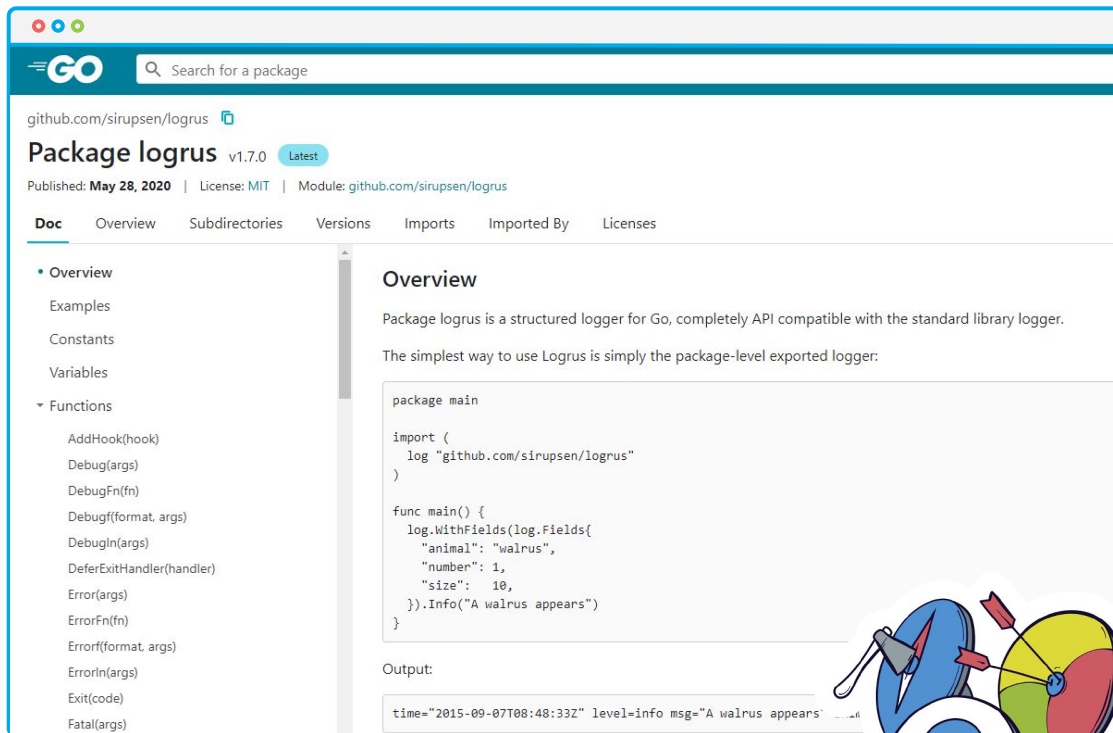 GO
Search for a package
github.com/sirupsen/logrus
Package logrus v1.7.0 Latest
Published: May 28, 2020 | License: MIT | Module: github.com/sirupsen/logrus
Doc Overview Subdirectories Versions Imports Imported By Licenses
• Overview
Examples
Constants
Variables
Functions
AddHook(hook)
Debug(args)
DebugFn(fn)
Debugf(format, args)
Debugln(args)
DeferExitHandler(handler)
Error(args)
ErrorFn(fn)
Errorf(format, args)
Errorln(args)
Exit(code)
Fatal(args)
Overview
Package logrus is a structured logger for Go, completely API compatible with the standard library logger.
The simplest way to use Logrus is simply the package-level exported logger:
package main
import (
log "github.com/sirupsen/logrus"
)
func main() {
log.WithFields(log.Fields{
"animal": "walrus",
"number": 1,
"size":   10,
}).Info("A walrus appears")
}
Output:
time="2015-09-07T08:48:33Z" level=info msg="A walrus appears"